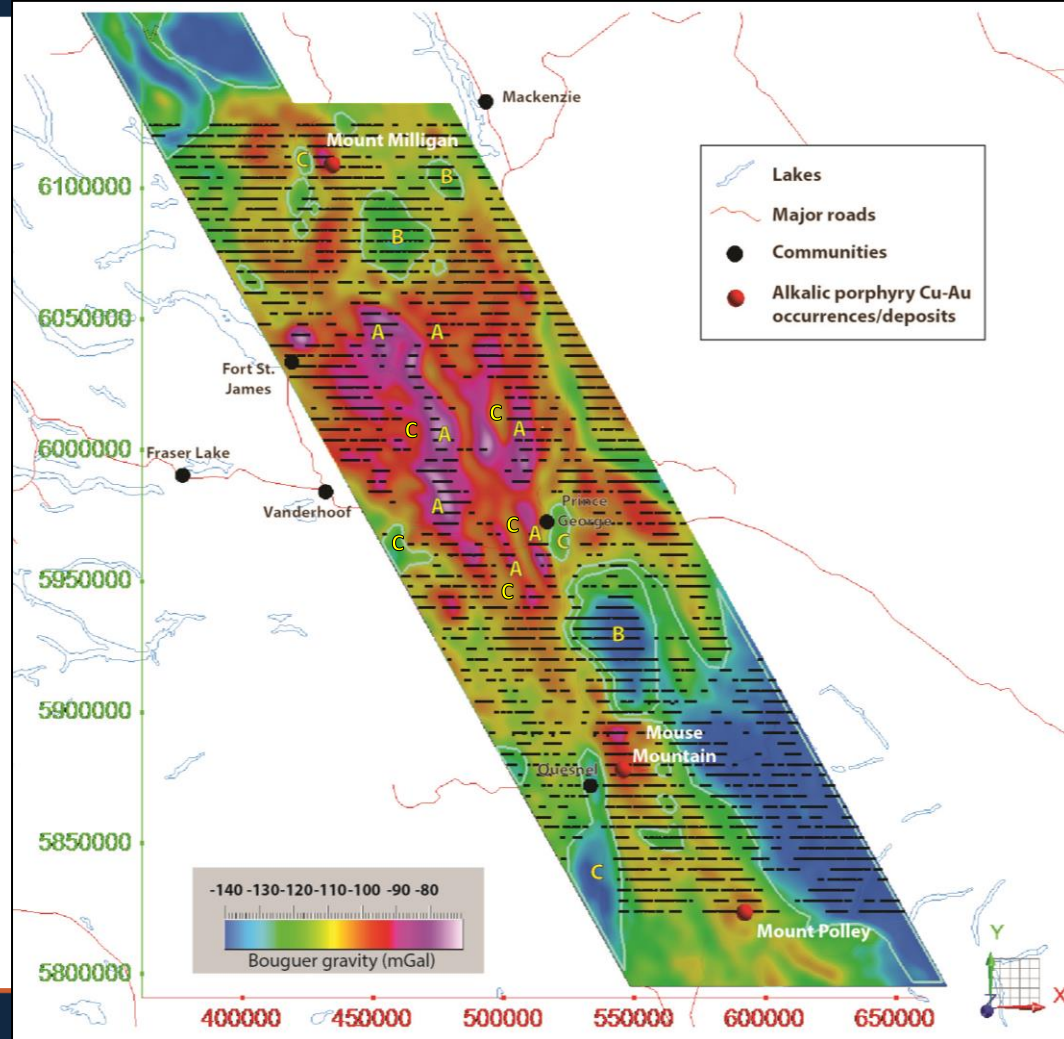 Mackenzie
Mount Milligan
C
B
6100000
B
Lakes
Major roads
Communities
Alkalic porphyry Cu-Au
occurrences/deposits
6050000
A
A
Fort St.
James
C
C
A
A
6000000
Fraser Lake
Vanderhoof
A
Prince
George
C
A
C
C
A
5950000
C
B
5900000
Mouse
Mountain
Quesnel
5850000
C
-140 -130 -120 -110 -100 -90 -80
Bouguer gravity (mGal)
Mount Polley
5800000
Y
Z
X
400000 450000 500000 550000 600000 650000